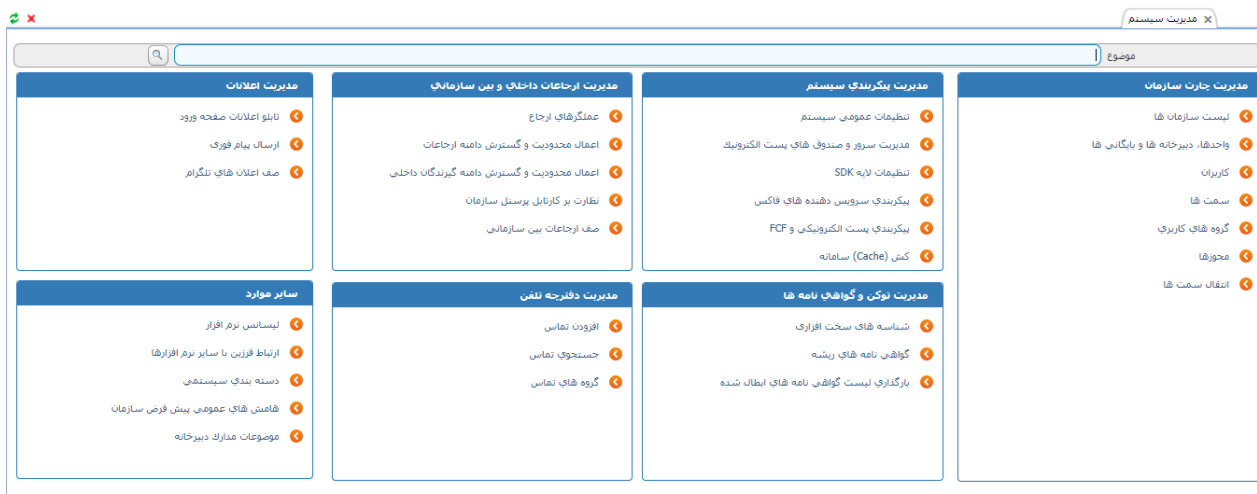 مدیریت سیستم
موضوع
مدیریت چارت سازمان
لیست سازمان ها
واحدها، دبیرخانه ها و بایگانی ها
کاربران
سمت ها
گروه های کاربری
مجوزها
انتقال سمت ها
مدیریت پیکربندی سیستم
تنظیمات عمومی سیستم
مدیریت سرور و صندوق های پست الکترونیك
تنظیمات لایه SDK
پیکربندی سرویس دهنده های فاکس
پیکربندی پست الکترونیکی و FCF
کش (Cache) سامانه
مدیریت ارجاعات داخلی و بین سازمانی
عملگرهای ارجاع
اعمال محدودیت و گسترش دامنه ارجاعات
اعمال محدودیت و گسترش دامنه گیرندگان داخلی
نظارت بر کارتابل پرسنل سازمان
صف ارجاعات بین سازمانی
مدیریت اعلانات
تابلو اعلانات صفحه ورود
ارسال پیام فوری
صف اعلان های تلگرام
مدیریت توکن و گواهی نامه ها
شناسه های سخت افزاری
گواهی نامه های ریشه
بارگذاری لیست گواهی نامه های ابطال شده
مدیریت دفترچه تلفن
افزودن تماس
جستجوی تماس
گروه های تماس
سایر موارد
لیسانس نرم افزار
ارتباط فرزین با سایر نرم افزارها
دسته بندی سیستمی
هامش های عمومی پیش فرض سازمان
موضوعات مدارك دبیرخانه